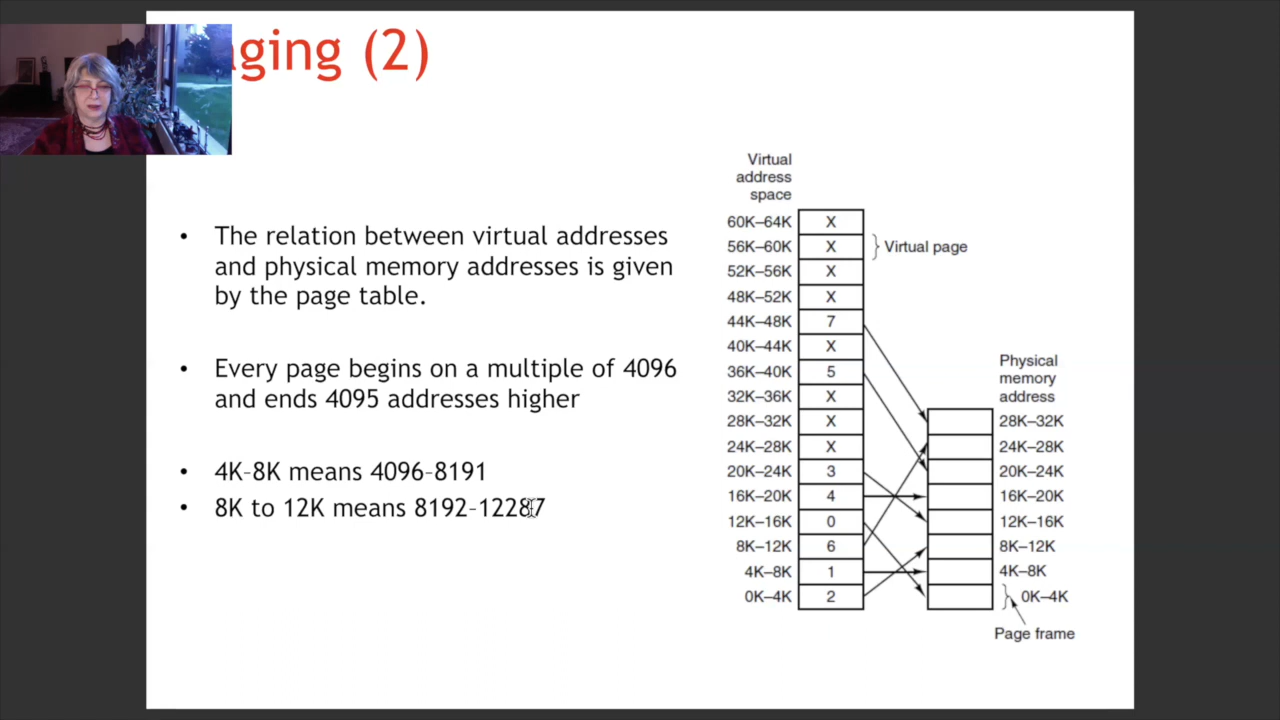 aging (2)
• The relation between virtual addresses
and physical memory addresses is given
by the page table.
• Every page begins on a multiple of 4096
and ends 4095 addresses higher
• 4K-8K means 4096-8191
• 8K to 12K means 8192-12287
Virtual
address
space
60K–64K X
56K–60K X Virtual page
52K–56K X
48K–52K X
44K–48K 7
40K–44K X
36K–40K 5
32K–36K X
28K–32K X
24K–28K X
20K–24K 3
16K–20K 4
12K–16K 0
8K–12K 6
4K–8K 1
0K–4K 2
Physical
memory
address
28K–32K
24K–28K
20K–24K
16K–20K
12K–16K
8K–12K
4K–8K
0K–4K
Page frame